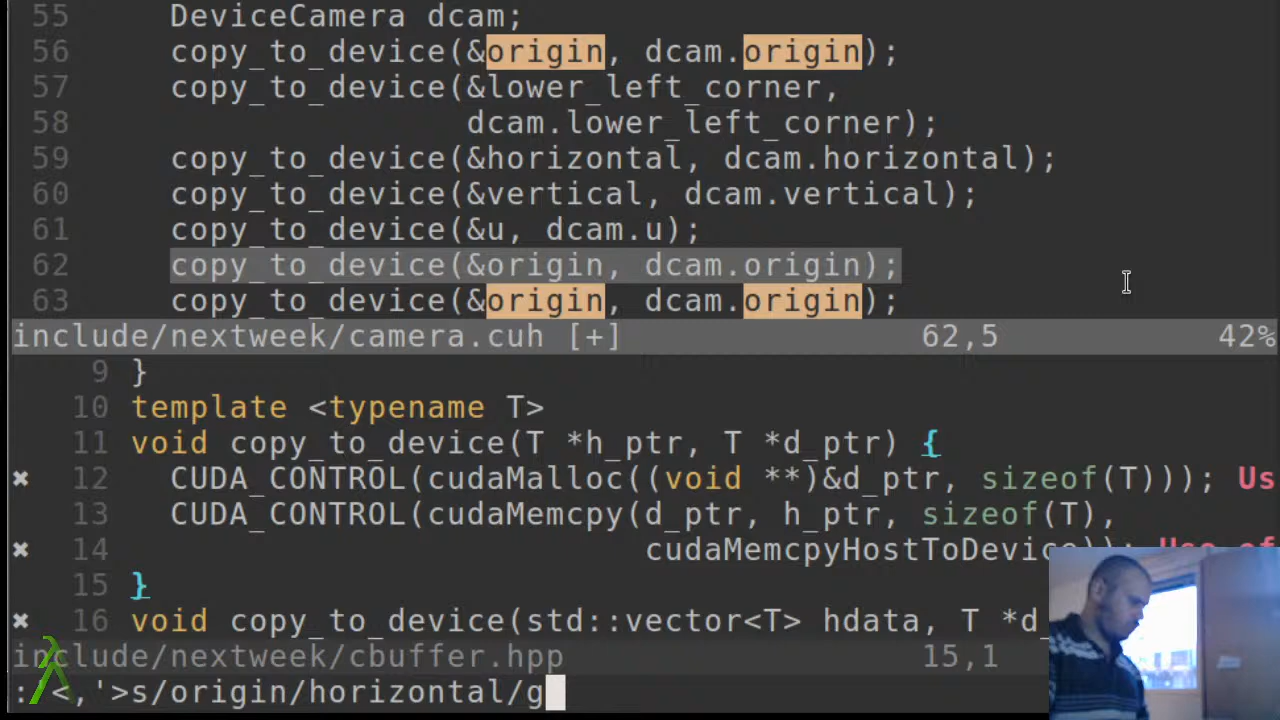 55 DeviceCamera dcam;
56 copy_to_device(&origin, dcam.origin);
57 copy_to_device(&lower_left_corner,
58 dcam.lower_left_corner);
59 copy_to_device(&horizontal, dcam.horizontal);
60 copy_to_device(&vertical, dcam.vertical);
61 copy_to_device(&u, dcam.u);
62 copy_to_device(&origin, dcam.origin);
63 copy_to_device(&origin, dcam.origin);
include/nextweek/camera.cuh [+] 62,5 42%
9 }
10 template <typename T>
11 void copy_to_device(T *h_ptr, T *d_ptr) {
✖ 12 CUDA_CONTROL(cudaMalloc((void **)&d_ptr, sizeof(T))); Us
13 CUDA_CONTROL(cudaMemcpy(d_ptr, h_ptr, sizeof(T),
✖ 14 cudaMemcpyHostToDevice)); Use of
15 }
✖ 16 void copy_to_device(std::vector<T> hdata, T *d_
include/nextweek/cbuffer.hpp 15,1
:'<,'>s/origin/horizontal/g